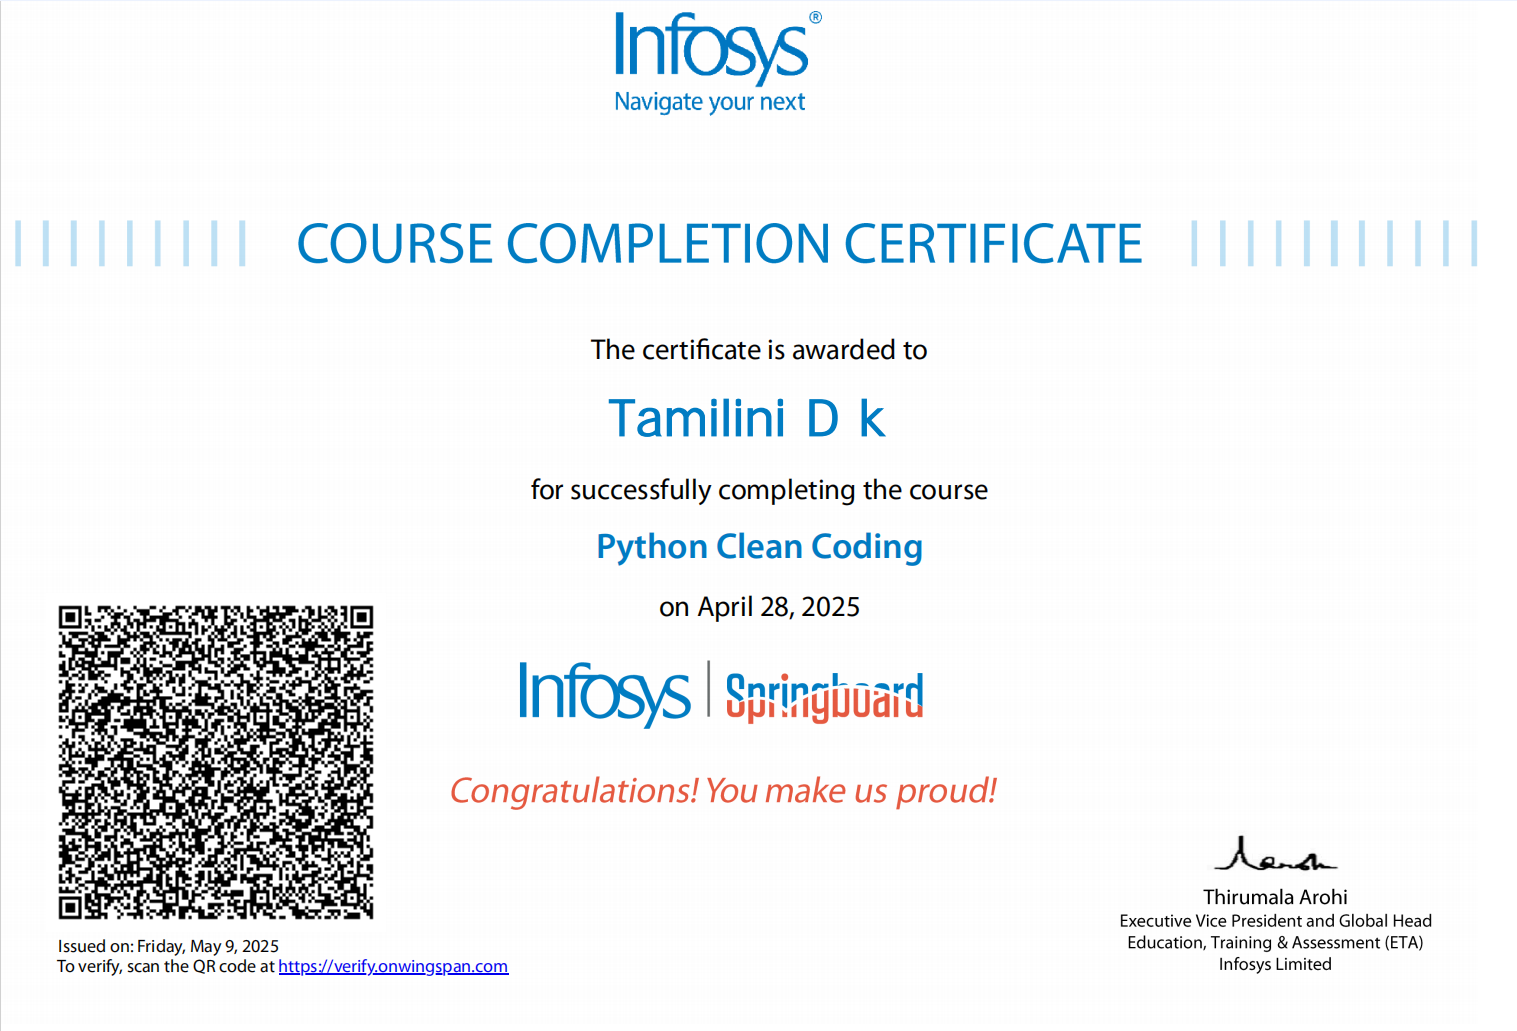 Infosys®
Navigate your next
COURSE COMPLETION CERTIFICATE
The certificate is awarded to
Tamilini D k
for successfully completing the course
Python Clean Coding
on April 28, 2025
Infosys | Springboard
Congratulations! You make us proud!
Issued on: Friday, May 9, 2025
To verify, scan the QR code at https://verify.onwingspan.com
Thirumala Arohi
Executive Vice President and Global Head
Education, Training & Assessment (ETA)
Infosys Limited